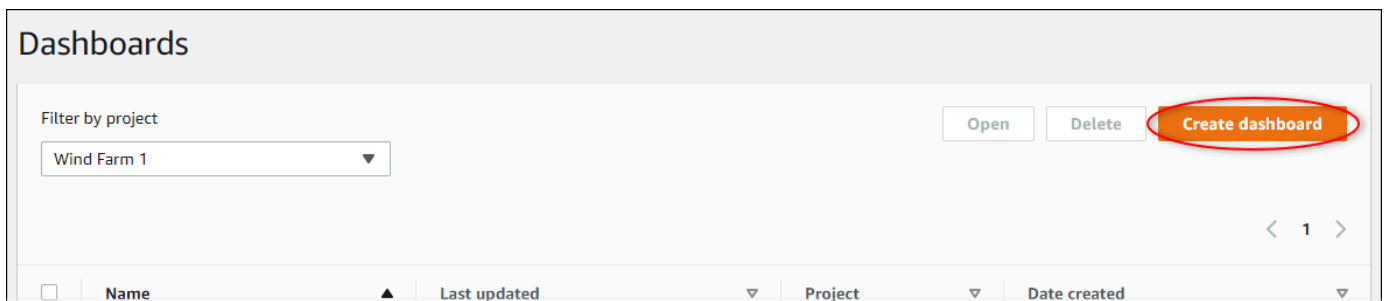 Dashboards
Filter by project
Open Delete Create dashboard
Wind Farm 1
1
Name Last updated Project Date created